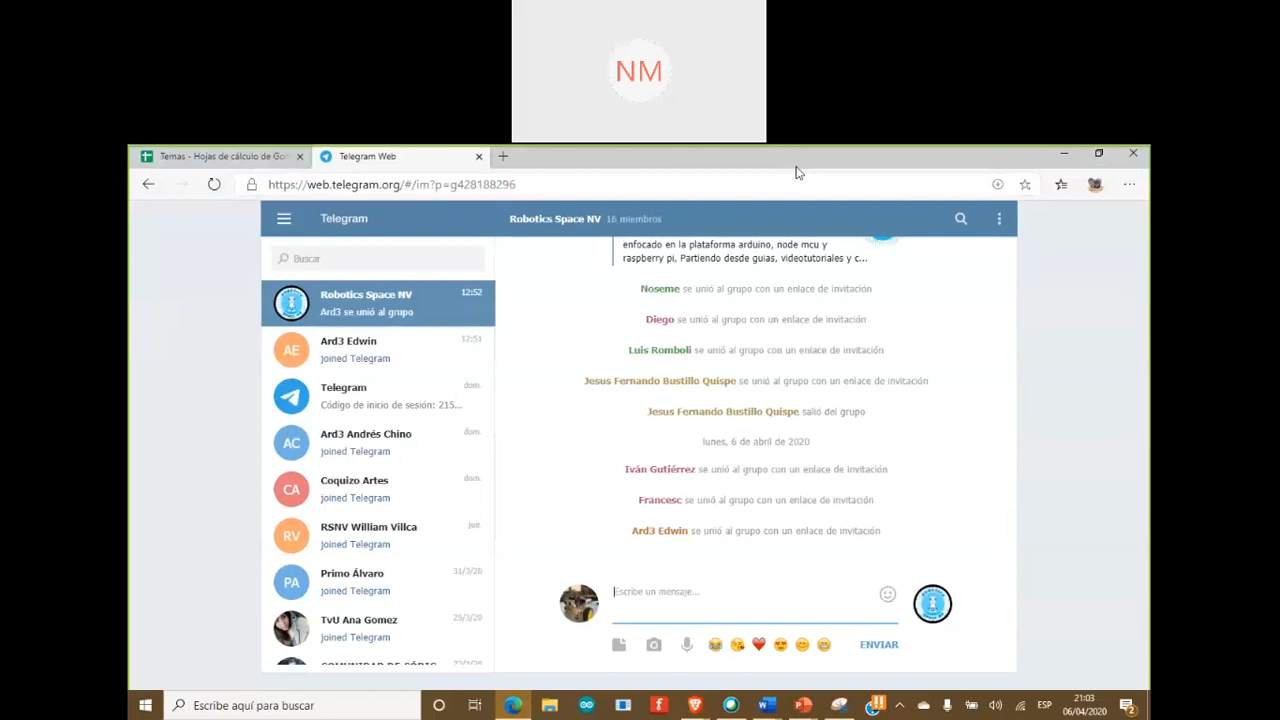 NM
Temas - Hojas de cálculo de Goo
Telegram Web
https://web.telegram.org/#/im?p=g428188296
Telegram
Robotics Space NV 16 miembros
Buscar
Robotics Space NV 12:52
Ard3 se unió al grupo
AE
Ard3 Edwin 12:51
joined Telegram
Telegram dom.
Código de inicio de sesión: 215...
AC
Ard3 Andrés Chino dom.
joined Telegram
CA
Coquizo Artes dom.
joined Telegram
RV
RSNV William Villca jue.
joined Telegram
PA
Primo Álvaro 31/3/20
joined Telegram
TvU Ana Gomez 25/3/20
joined Telegram
enfocado en la plataforma arduino, node mcu y
raspberry pi, Partiendo desde guias, videotutoriales y c...
Noseme se unió al grupo con un enlace de invitación
Diego se unió al grupo con un enlace de invitación
Luis Romboli se unió al grupo con un enlace de invitación
Jesus Fernando Bustillo Quispe se unió al grupo con un enlace de invitación
Jesus Fernando Bustillo Quispe salió del grupo
lunes, 6 de abril de 2020
Iván Gutiérrez se unió al grupo con un enlace de invitación
Francesc se unió al grupo con un enlace de invitación
Ard3 Edwin se unió al grupo con un enlace de invitación
Escribe un mensaje...
ENVIAR
Escribe aquí para buscar
ESP
21:03
06/04/2020
2